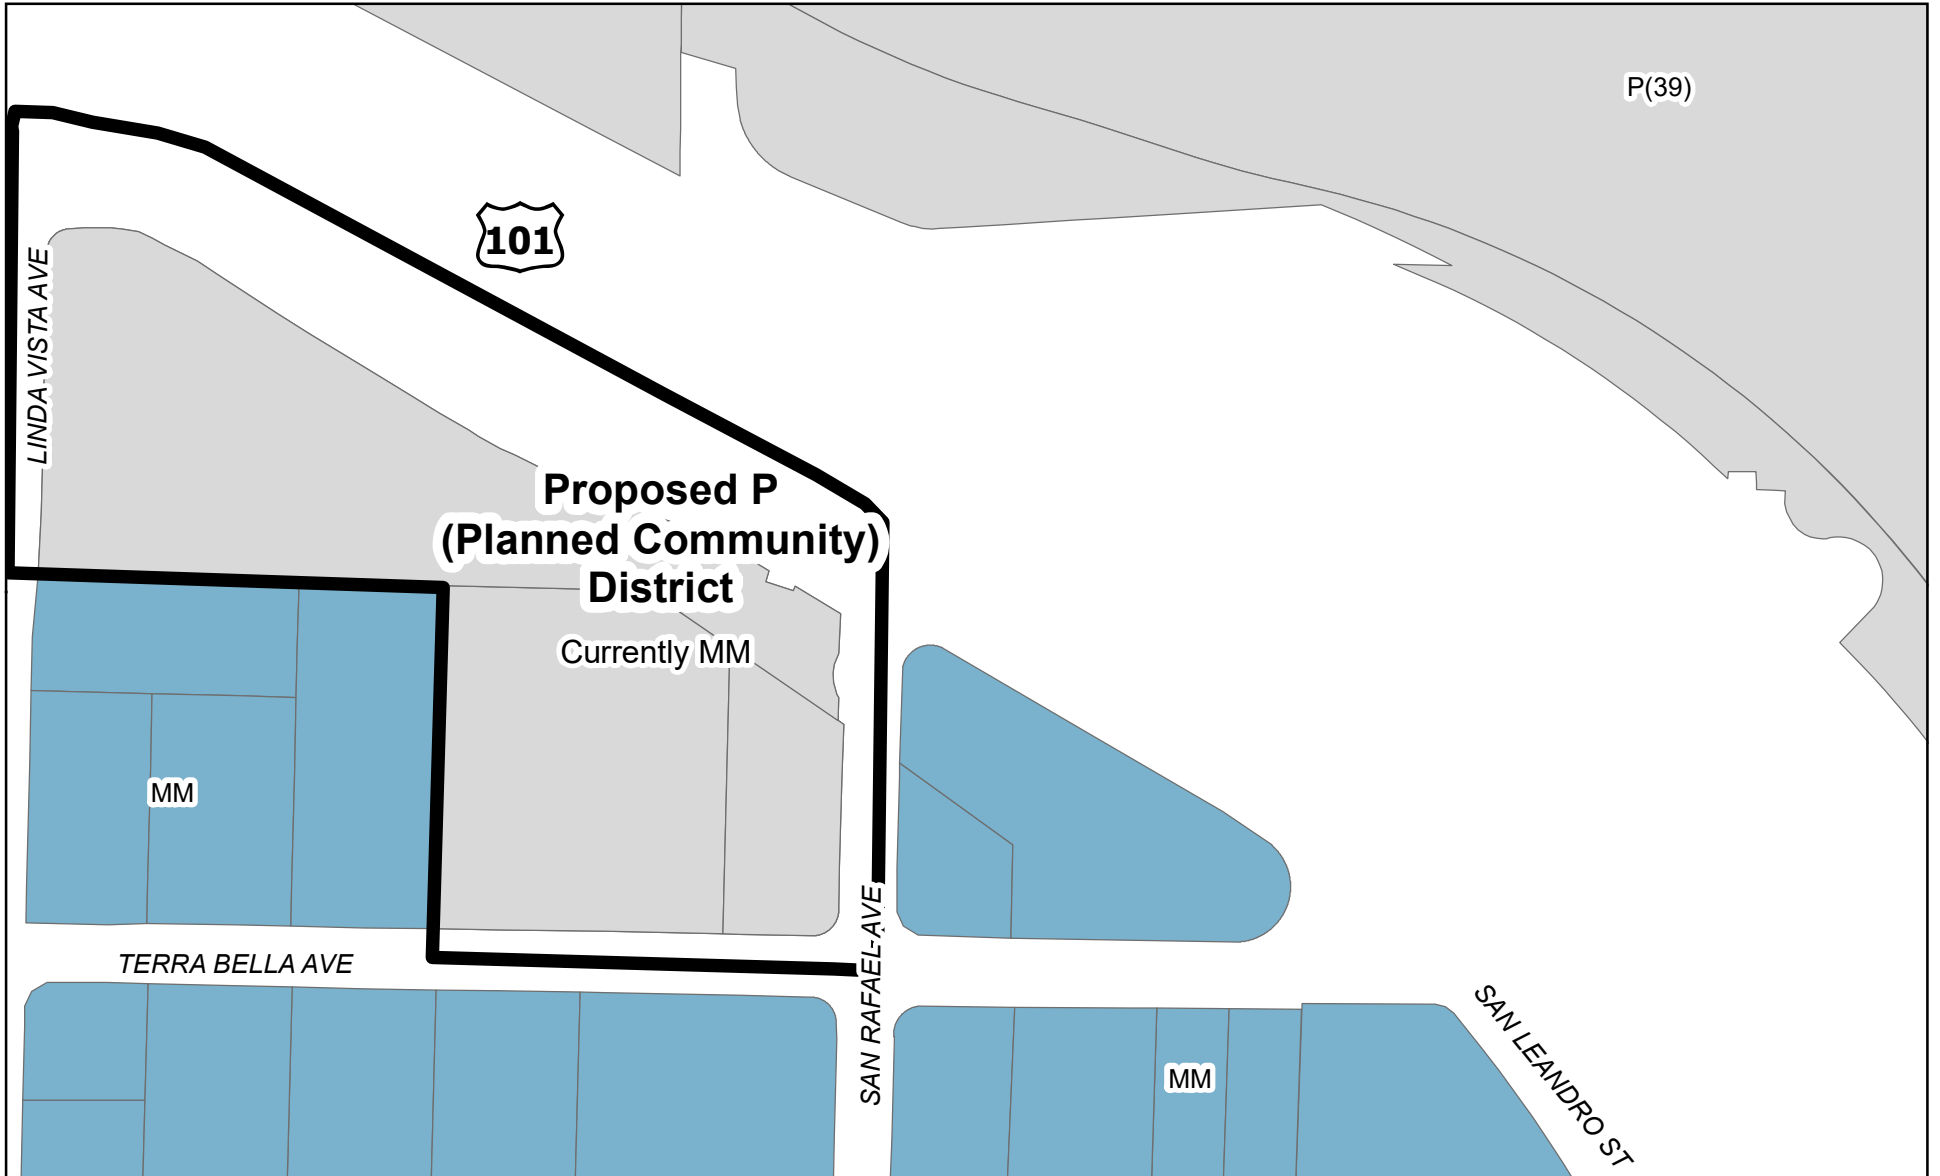 P(39)
101
LINDA VISTA AVE
Proposed P
(Planned Community)
District
Currently MM
MM
TERRA BELLA AVE
SAN RAFAEL AVE
MM
SAN LEANDRO ST